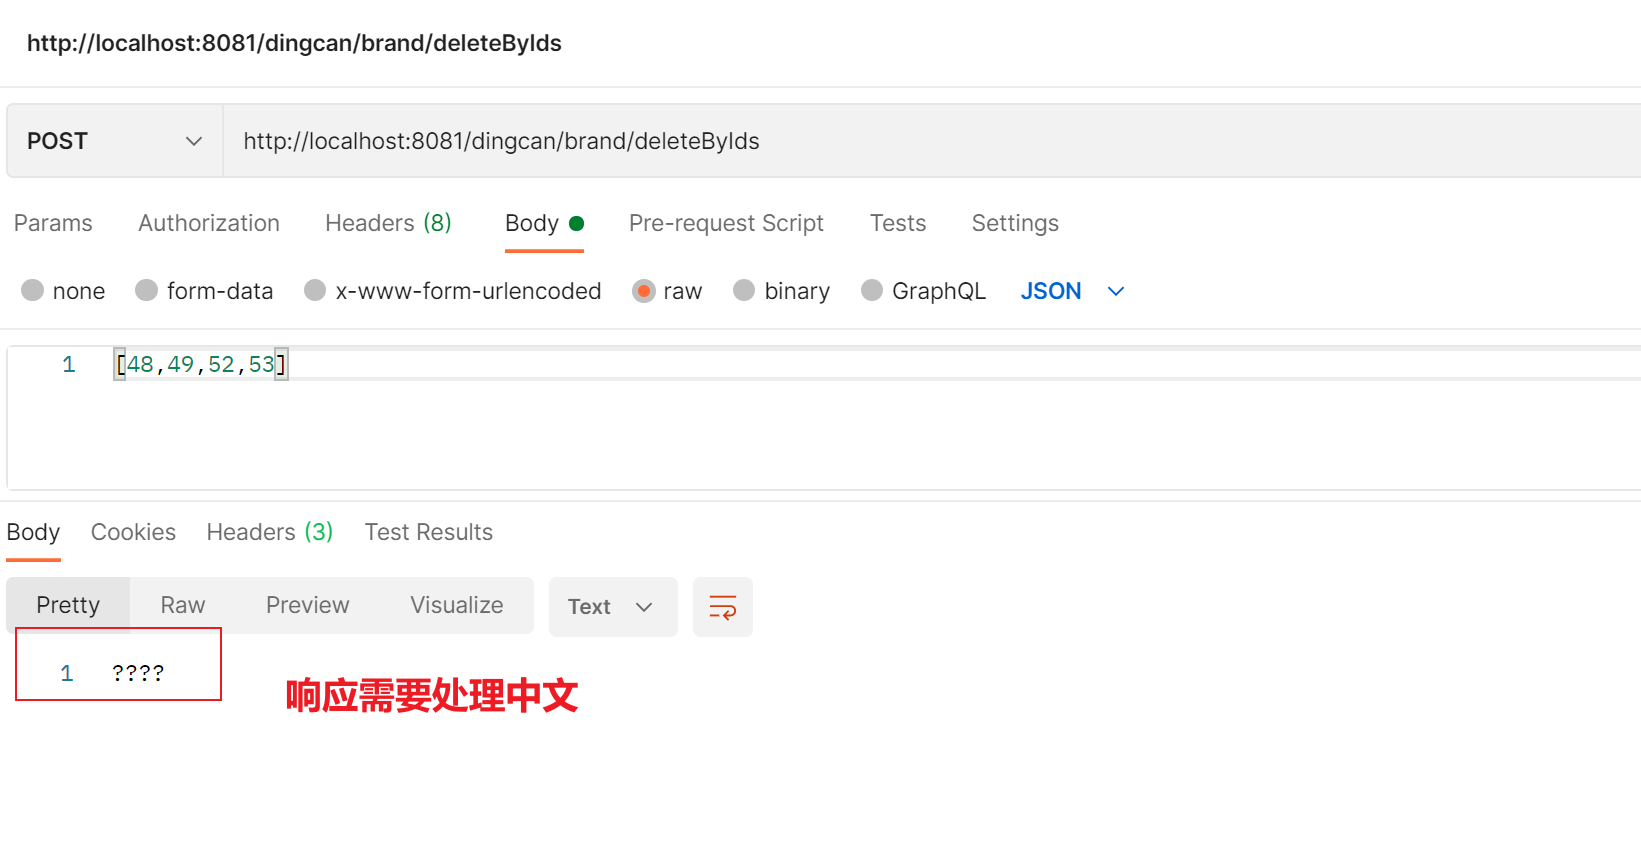 http://localhost:8081/dingcan/brand/deleteByIds
POST http://localhost:8081/dingcan/brand/deleteByIds
Params Authorization Headers (8) Body Pre-request Script Tests Settings
none form-data x-www-form-urlencoded raw binary GraphQL JSON
1 [48,49,52,53]
Body Cookies Headers (3) Test Results
Pretty Raw Preview Visualize Text
1 ????
响应需要处理中文